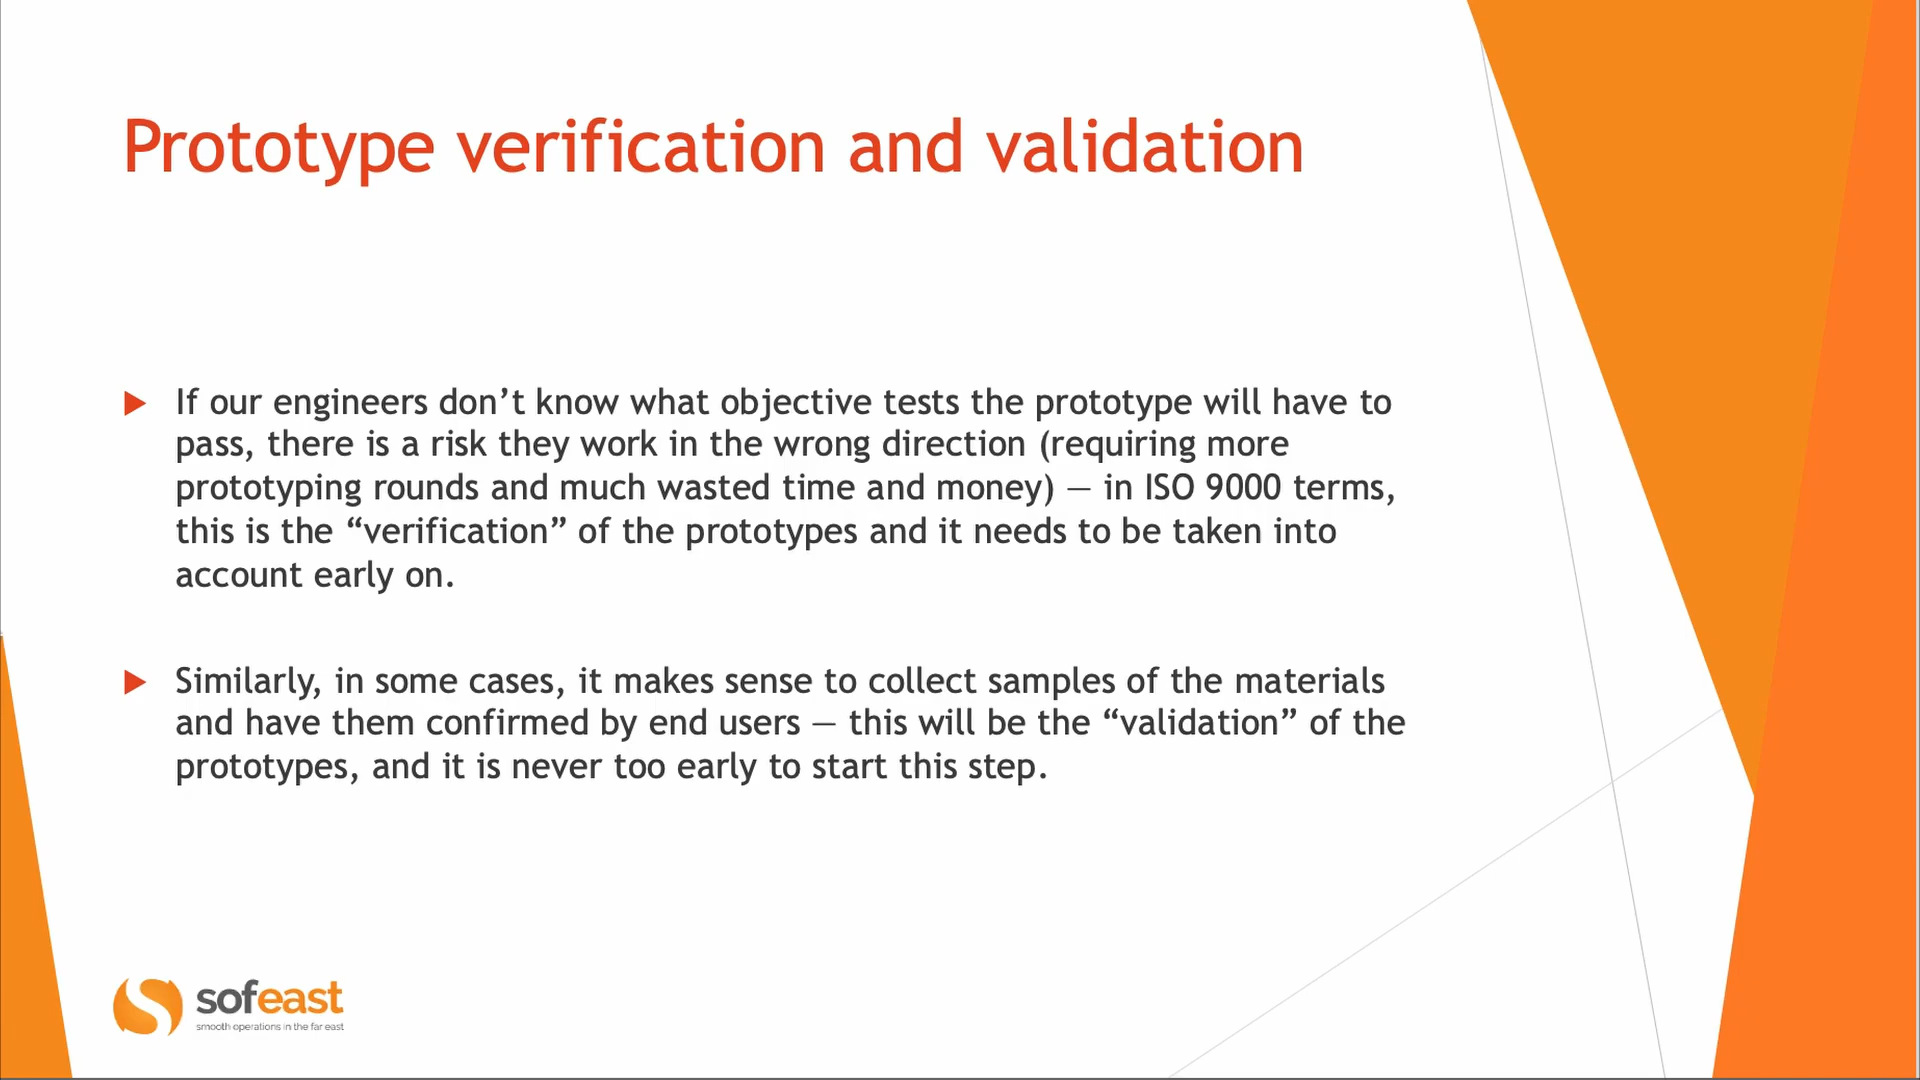 Prototype verification and validation
If our engineers don’t know what objective tests the prototype will have to
pass, there is a risk they work in the wrong direction (requiring more
prototyping rounds and much wasted time and money) — in ISO 9000 terms,
this is the “verification” of the prototypes and it needs to be taken into
account early on.
Similarly, in some cases, it makes sense to collect samples of the materials
and have them confirmed by end users — this will be the “validation” of the
prototypes, and it is never too early to start this step.
sofeast
smooth operations in the far east